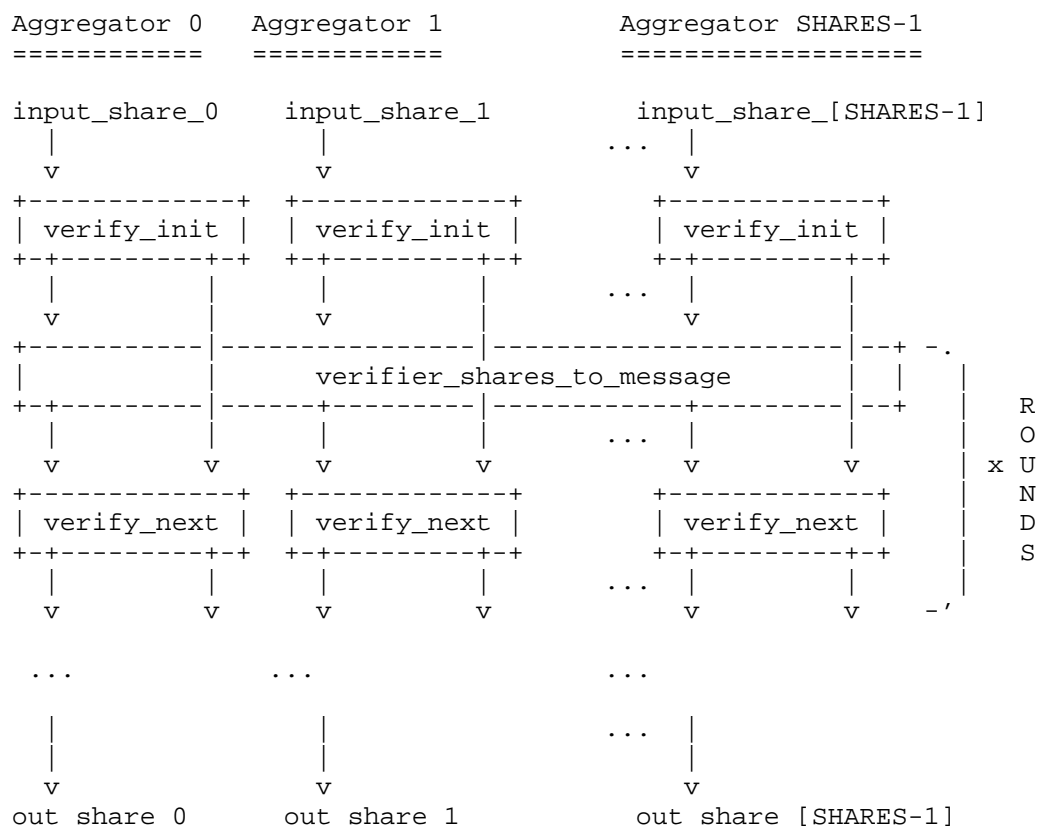 Aggregator 0   Aggregator 1             Aggregator SHARES-1
============   ============             ===================

input_share_0    input_share_1           input_share_[SHARES-1]
  |                 |                 ...  |
  v                 v                      v
+-------------+  +-------------+         +-------------+
| verify_init |  | verify_init |         | verify_init |
+-+---------+-+  +-+---------+-+         +-+---------+-+
  |         |      |         |        ...  |         |
  v         |      v         |             v         |
+-----------|----------------|-----------------------|--+ -.
|           |      verifier_shares_to_message        |  |   |
+-+---------|------+---------|-------------+---------|--+   |   R
  |         |      |         |        ...  |         |      |   O
  v         v      v         v             v         v      | x U
+-------------+  +-------------+         +-------------+    |   N
| verify_next |  | verify_next |         | verify_next |    |   D
+-+---------+-+  +-+---------+-+         +-+---------+-+    |   S
  |         |      |         |        ...  |         |      |
  v         v      v         v             v         v    -'

 ...             ...                  ...

  |                |                  ...  |
  |                |                       |
  v                v                       v
out share 0      out share 1            out share [SHARES-1]